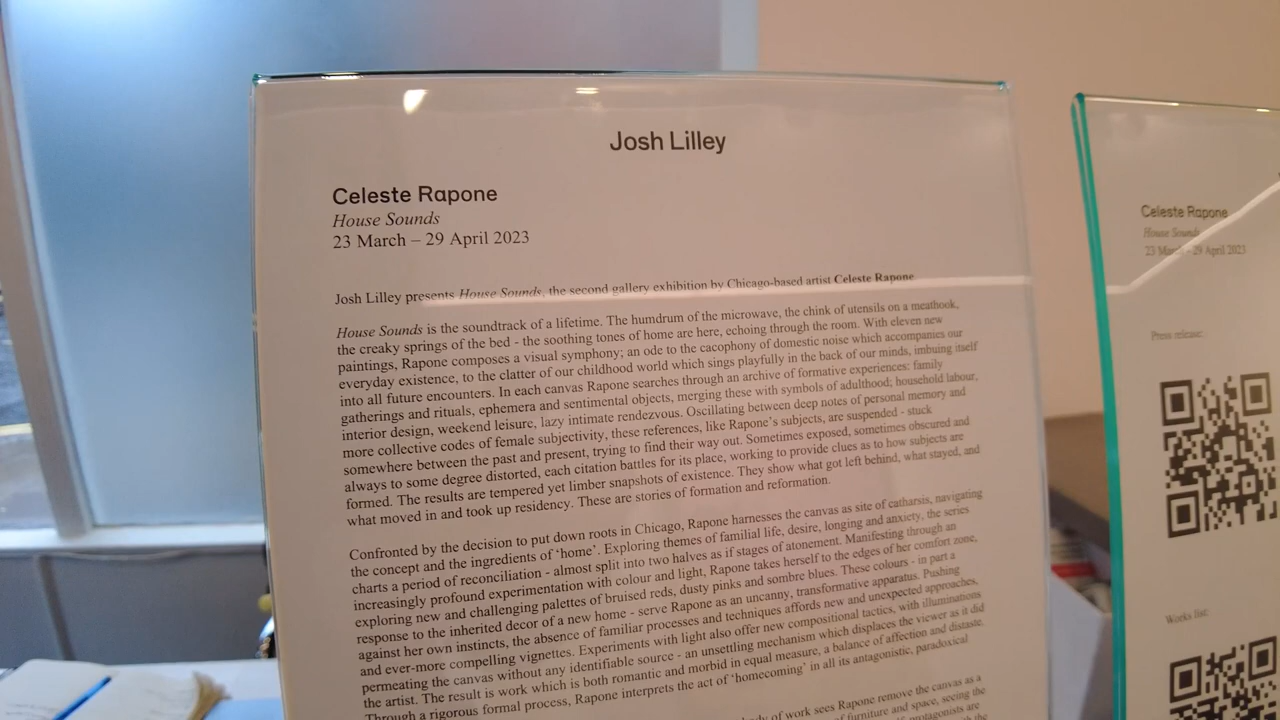 Josh Lilley
Celeste Rapone
House Sounds
23 March – 29 April 2023
Josh Lilley presents House Sounds, the second gallery exhibition by Chicago-based artist Celeste Rapone
House Sounds is the soundtrack of a lifetime. The humdrum of the microwave, the chink of utensils on a meathook,
the creaky springs of the bed - the soothing tones of home are here, echoing through the room. With eleven new
paintings, Rapone composes a visual symphony; an ode to the cacophony of domestic noise which accompanies our
everyday existence, to the clatter of our childhood world which sings playfully in the back of our minds, imbuing itself
into all future encounters. In each canvas Rapone searches through an archive of formative experiences: family
gatherings and rituals, ephemera and sentimental objects, merging these with symbols of adulthood; household labour,
interior design, weekend leisure, lazy intimate rendezvous. Oscillating between deep notes of personal memory and
more collective codes of female subjectivity, these references, like Rapone's subjects, are suspended - stuck
somewhere between the past and present, trying to find their way out. Sometimes exposed, sometimes obscured and
always to some degree distorted, each citation battles for its place, working to provide clues as to how subjects are
formed. The results are tempered yet limber snapshots of existence. They show what got left behind, what stayed, and
what moved in and took up residency. These are stories of formation and reformation.
Confronted by the decision to put down roots in Chicago, Rapone harnesses the canvas as site of catharsis, navigating
the concept and the ingredients of 'home'. Exploring themes of familial life, desire, longing and anxiety, the series
charts a period of reconciliation - almost split into two halves as if stages of atonement. Manifesting through an
increasingly profound experimentation with colour and light, Rapone takes herself to the edges of her comfort zone,
exploring new and challenging palettes of bruised reds, dusty pinks and sombre blues. These colours - in part a
response to the inherited decor of a new home - serve Rapone as an uncanny, transformative apparatus. Pushing
against her own instincts, the absence of familiar processes and techniques affords new and unexpected approaches,
and ever-more compelling vignettes. Experiments with light also offer new compositional tactics, with illuminations
permeating the canvas without any identifiable source - an unsettling mechanism which displaces the viewer as it did
the artist. The result is work which is both romantic and morbid in equal measure, a balance of affection and distaste.
Through a rigorous formal process, Rapone interprets the act of 'homecoming' in all its antagonistic, paradoxical
body of work sees Rapone remove the canvas as a
of furniture and space, seeing the
protagonists are
Celeste Rapone
House Sounds
23 March – 29 April 2023
Press release:
Works list: